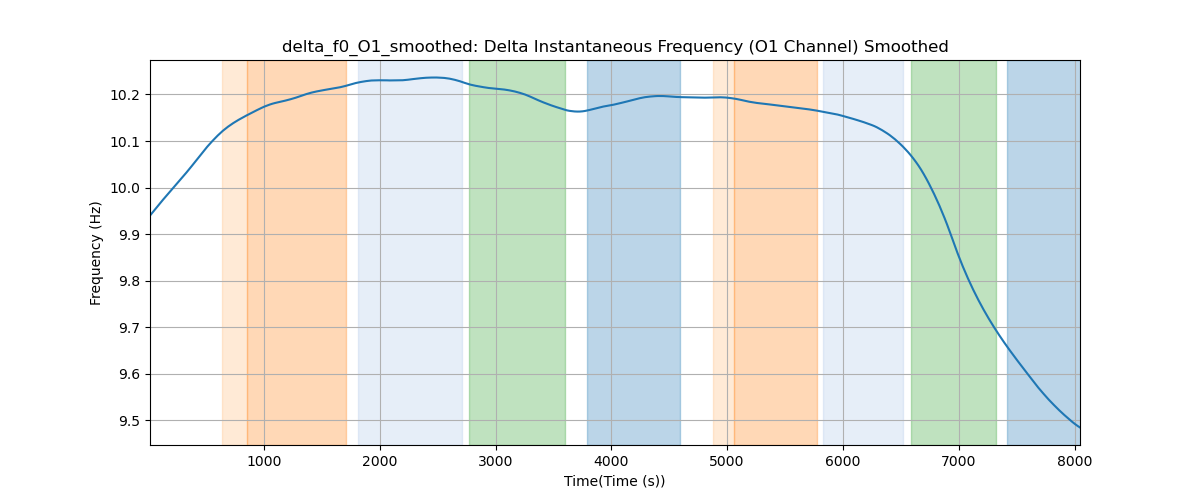 delta_f0_O1_smoothed: Delta Instantaneous Frequency (O1 Channel) Smoothed
Frequency (Hz)
10.2
10.1
10.0
9.9
9.8
9.7
9.6
9.5
1000 2000 3000 4000 5000 6000 7000 8000
Time(Time (s))